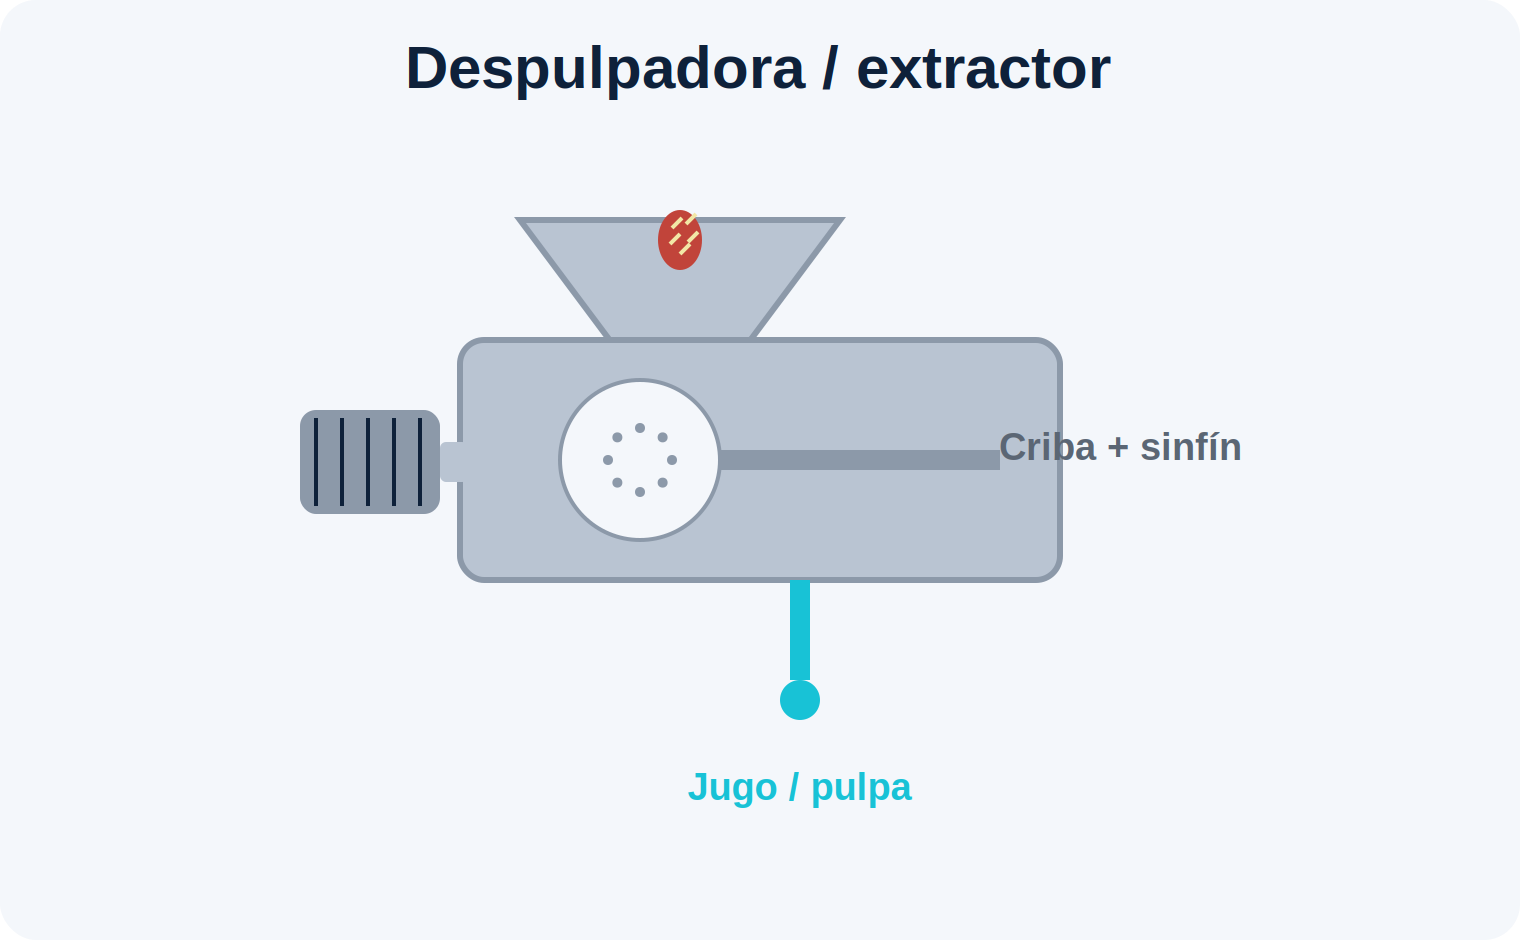 Despulpadora / extractor
Criba + sinfín
Jugo / pulpa